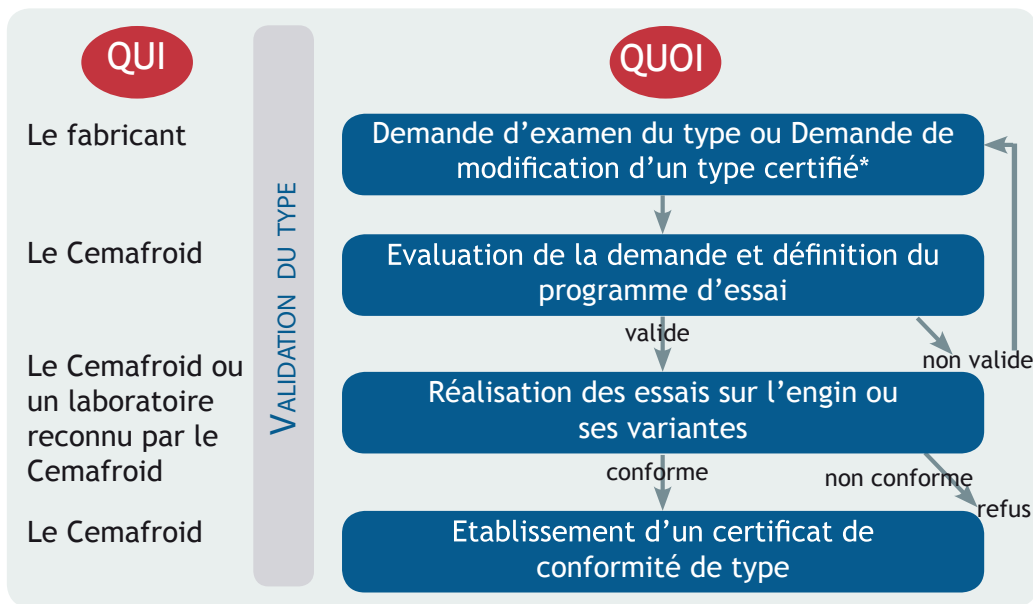 QUI
QUOI
Le fabricant
Demande d’examen du type ou Demande de
modification d’un type certifié*
VALIDATION DU TYPE
Le Cemafroid
Evaluation de la demande et définition du
programme d’essai
valide
non valide
Le Cemafroid ou
un laboratoire
reconnu par le
Cemafroid
Réalisation des essais sur l’engin ou
ses variantes
conforme
non conforme
refus
Le Cemafroid
Etablissement d’un certificat de
conformité de type